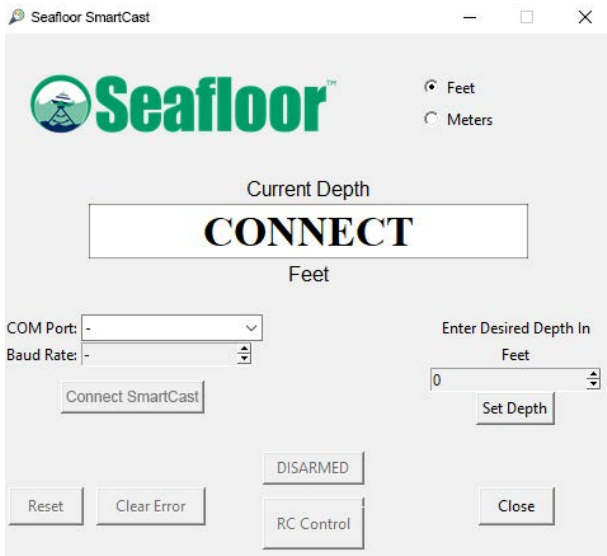 Seafloor SmartCast
Seafloor™
Feet
Meters
Current Depth
CONNECT
Feet
COM Port: -
Baud Rate: -
Connect SmartCast
Enter Desired Depth In
Feet
0
Set Depth
DISARMED
Reset
Clear Error
RC Control
Close